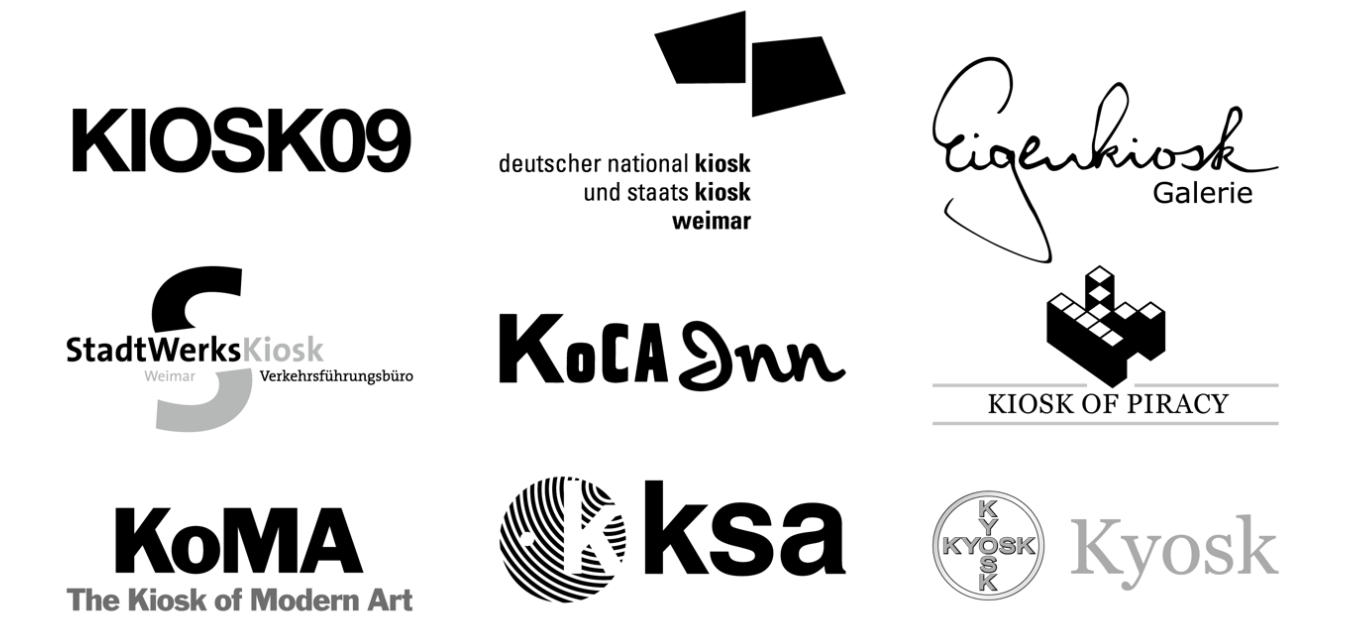 KIOSK09
deutscher national kiosk
und staats kiosk
weimar
Eigenkiosk
Galerie
StadtWerksKiosk
Weimar Verkehrsführungsbüro
KoCA Inn
KIOSK OF PIRACY
KoMA
The Kiosk of Modern Art
k ksa
KYOSK
KYOSK
Kyosk